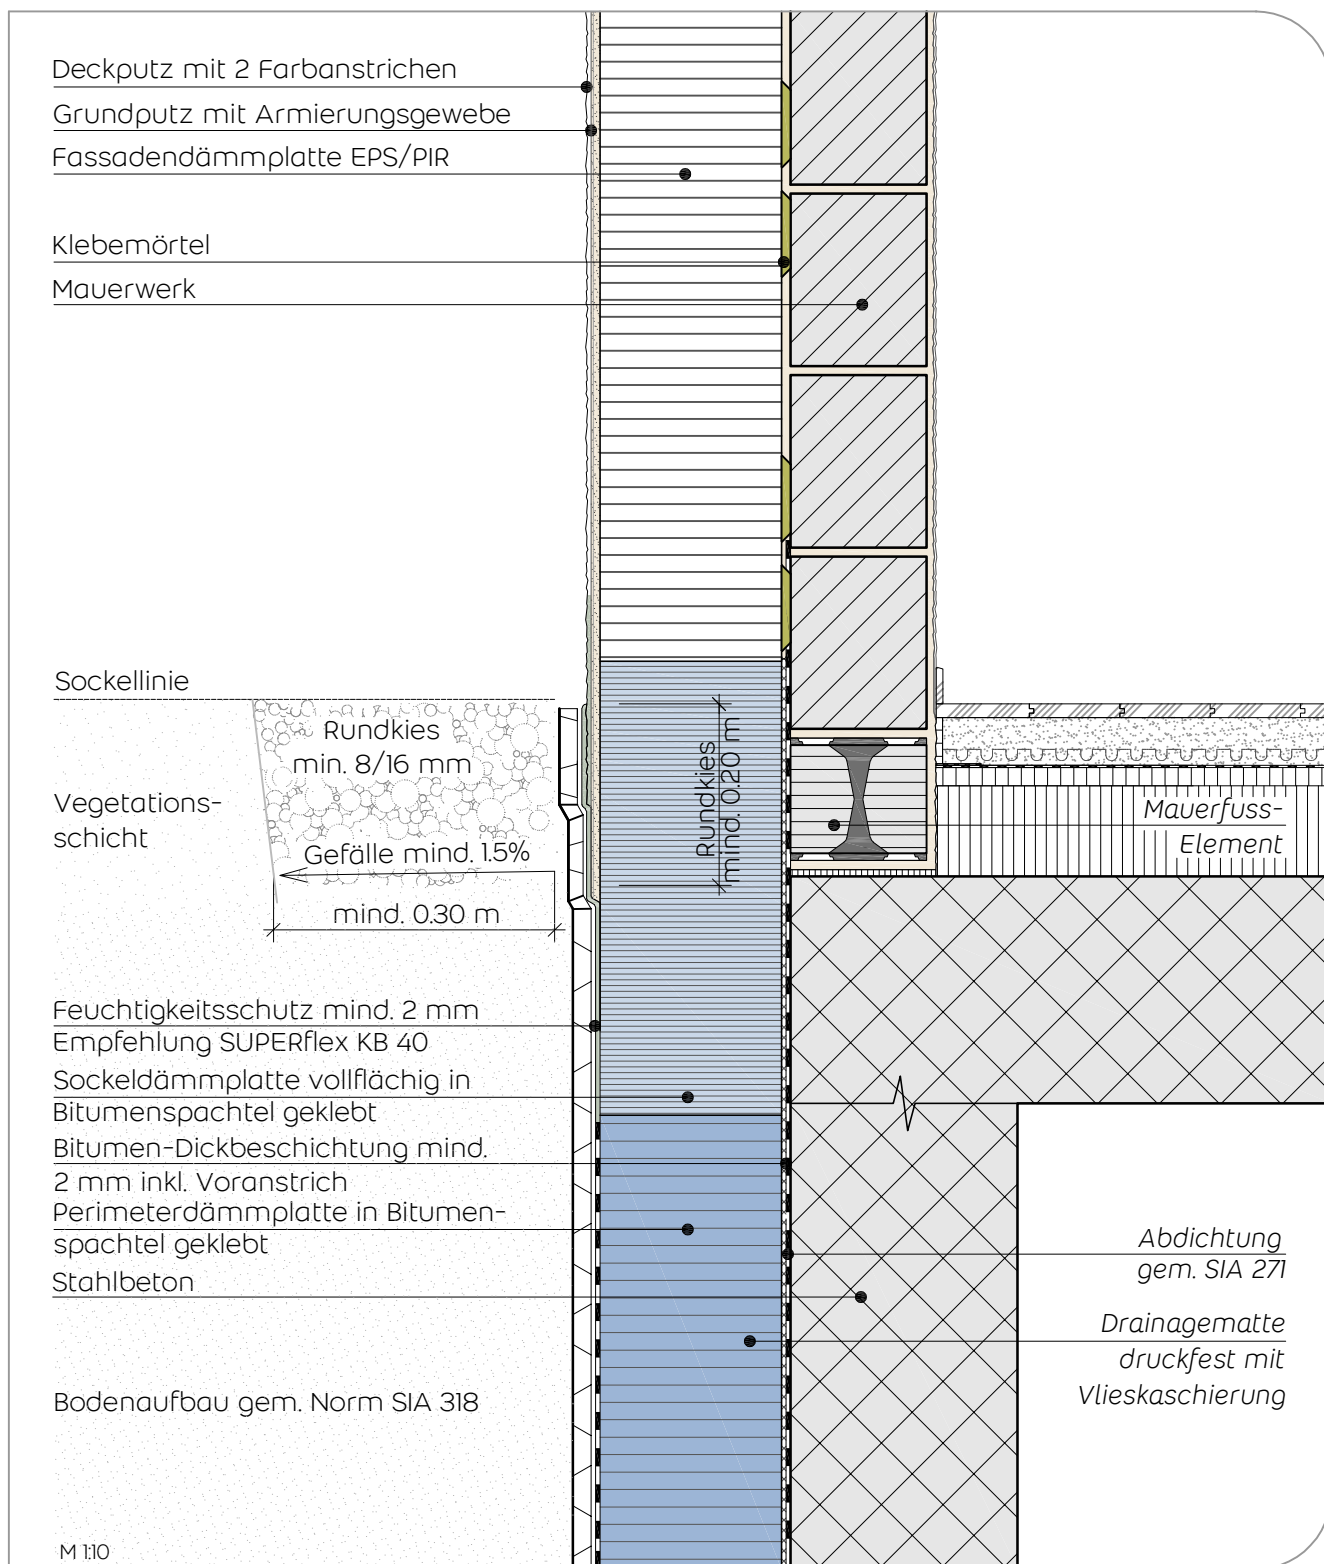 Deckputz mit 2 Farbanstrichen
Grundputz mit Armierungsgewebe
Fassadendämmplatte EPS/PIR
Klebemörtel
Mauerwerk
Sockellinie
Rundkies
min. 8/16 mm
Vegetations-
schicht
Gefälle mind. 1.5%
mind. 0.30 m
Rundkies
mind. 0.20 m
Mauerfuss-
Element
Feuchtigkeitsschutz mind. 2 mm
Empfehlung SUPERflex KB 40
Sockeldämmplatte vollflächig in
Bitumenspachtel geklebt
Bitumen-Dickbeschichtung mind.
2 mm inkl. Voranstrich
Perimeterdämmplatte in Bitumen-
spachtel geklebt
Stahlbeton
Abdichtung
gem. SIA 271
Drainagematte
druckfest mit
Vlieskaschierung
Bodenaufbau gem. Norm SIA 318
M 1:10